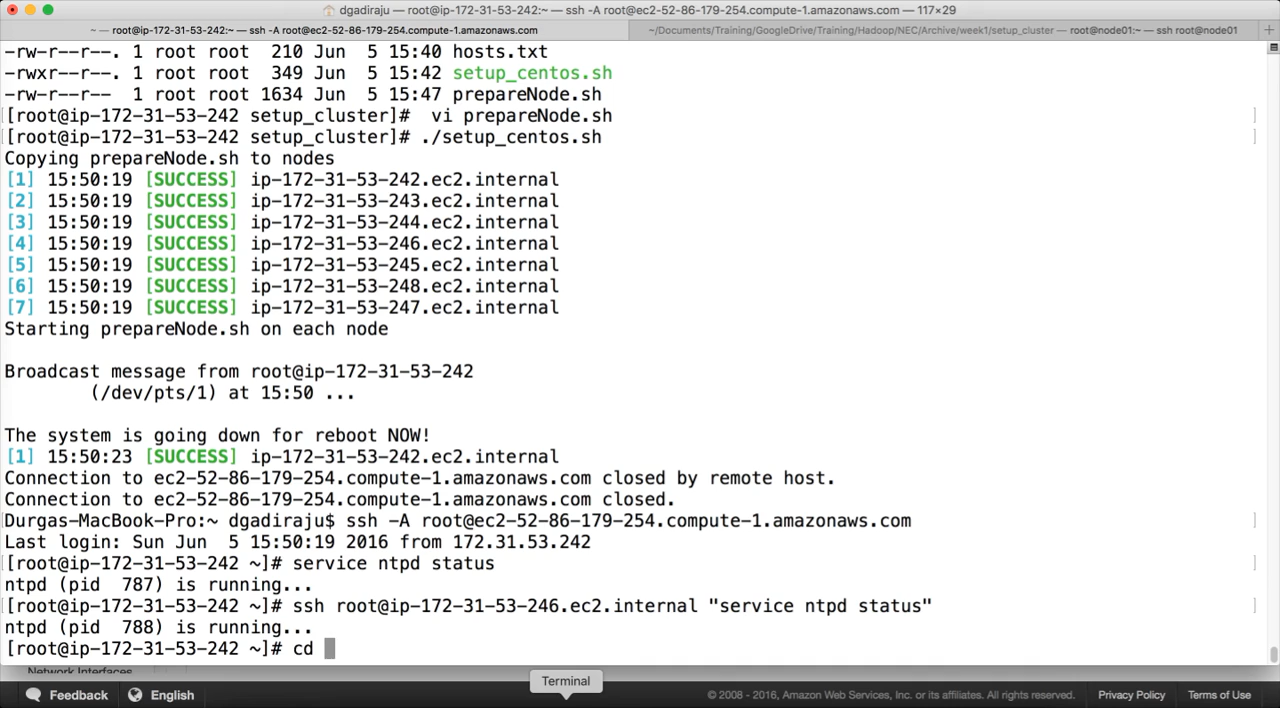 dgadiraju — root@ip-172-31-53-242:~ — ssh -A root@ec2-52-86-179-254.compute-1.amazonaws.com — 117×29
~ — root@ip-172-31-53-242:~ — ssh -A root@ec2-52-86-179-254.compute-1.amazonaws.com
~/Documents/Training/GoogleDrive/Training/Hadoop/NEC/Archive/week1/setup_cluster — root@node01:~ — ssh root@node01
-rw-r--r--. 1 root root  210 Jun  5 15:40 hosts.txt
-rwxr--r--. 1 root root  349 Jun  5 15:42 setup_centos.sh
-rw-r--r--  1 root root 1634 Jun  5 15:47 prepareNode.sh
[root@ip-172-31-53-242 setup_cluster]#  vi prepareNode.sh
[root@ip-172-31-53-242 setup_cluster]# ./setup_centos.sh
Copying prepareNode.sh to nodes
[1] 15:50:19 [SUCCESS] ip-172-31-53-242.ec2.internal
[2] 15:50:19 [SUCCESS] ip-172-31-53-243.ec2.internal
[3] 15:50:19 [SUCCESS] ip-172-31-53-244.ec2.internal
[4] 15:50:19 [SUCCESS] ip-172-31-53-246.ec2.internal
[5] 15:50:19 [SUCCESS] ip-172-31-53-245.ec2.internal
[6] 15:50:19 [SUCCESS] ip-172-31-53-248.ec2.internal
[7] 15:50:19 [SUCCESS] ip-172-31-53-247.ec2.internal
Starting prepareNode.sh on each node
Broadcast message from root@ip-172-31-53-242
(/dev/pts/1) at 15:50 ...
The system is going down for reboot NOW!
[1] 15:50:23 [SUCCESS] ip-172-31-53-242.ec2.internal
Connection to ec2-52-86-179-254.compute-1.amazonaws.com closed by remote host.
Connection to ec2-52-86-179-254.compute-1.amazonaws.com closed.
Durgas-MacBook-Pro:~ dgadiraju$ ssh -A root@ec2-52-86-179-254.compute-1.amazonaws.com
Last login: Sun Jun  5 15:50:19 2016 from 172.31.53.242
[root@ip-172-31-53-242 ~]# service ntpd status
ntpd (pid  787) is running...
[root@ip-172-31-53-242 ~]# ssh root@ip-172-31-53-246.ec2.internal "service ntpd status"
ntpd (pid  788) is running...
[root@ip-172-31-53-242 ~]# cd
Network Interfaces
Terminal
Feedback English © 2008 - 2016, Amazon Web Services, Inc. or its affiliates. All rights reserved. Privacy Policy Terms of Use